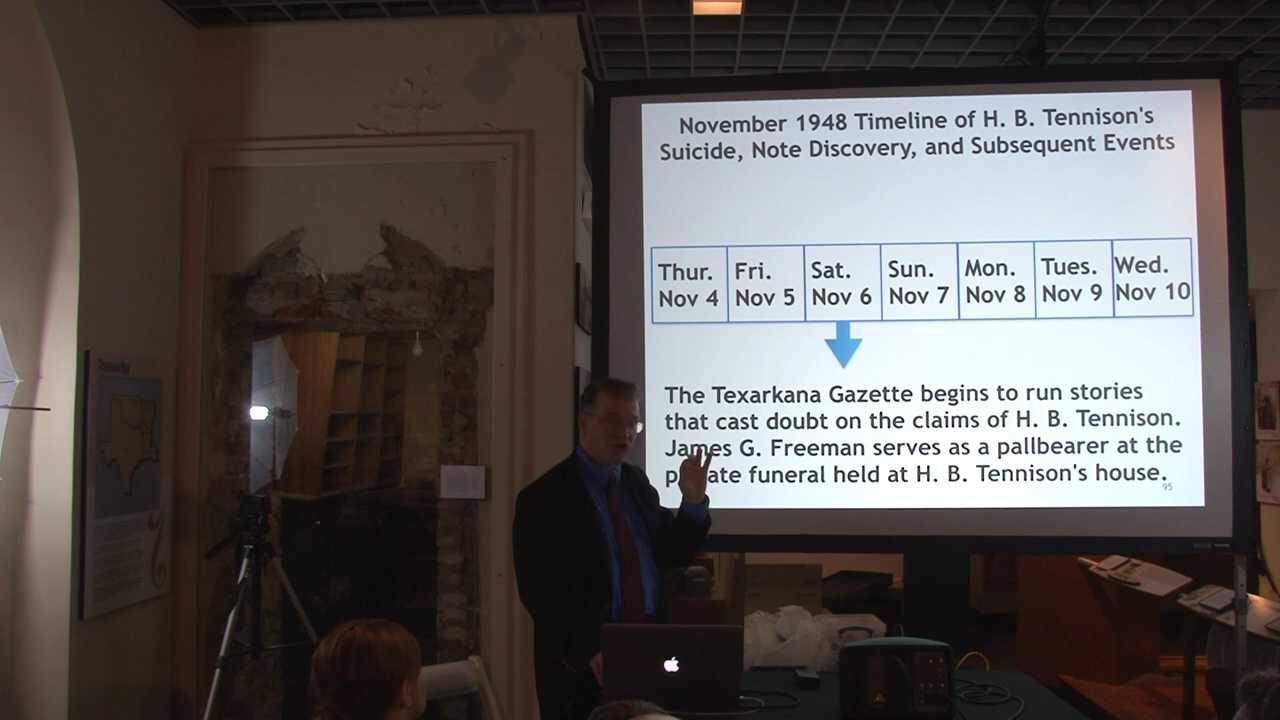 November 1948 Timeline of H. B. Tennison's
Suicide, Note Discovery, and Subsequent Events
Thur. Fri. Sat. Sun. Mon. Tues. Wed.
Nov 4 Nov 5 Nov 6 Nov 7 Nov 8 Nov 9 Nov 10
The Texarkana Gazette begins to run stories
that cast doubt on the claims of H. B. Tennison.
James G. Freeman serves as a pallbearer at the
funeral held at H. B. Tennison's house.
95